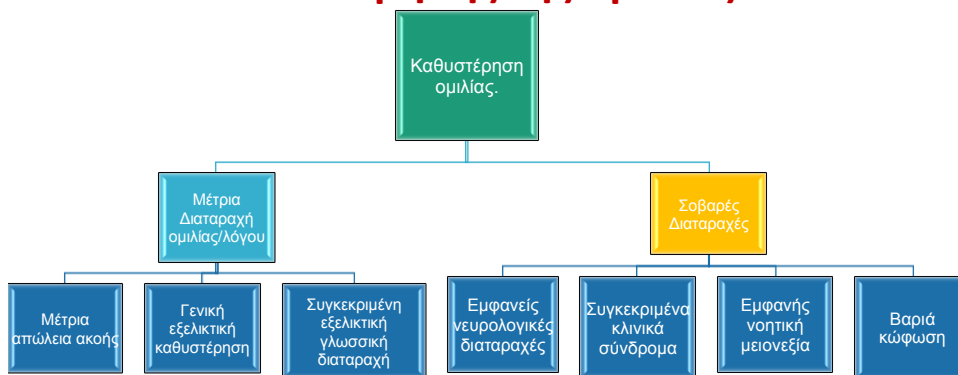 Καθυστέρηση
ομιλίας.
Μέτρια
Διαταραχή
ομιλίας/λόγου
Σοβαρές
Διαταραχές
Μέτρια
απώλεια ακοής
Γενική
εξελικτική
καθυστέρηση
Συγκεκριμένη
εξελικτική
γλωσσική
διαταραχή
Εμφανείς
νευρολογικές
διαταραχές
Συγκεκριμένα
κλινικά
σύνδρομα
Εμφανής
νοητική
μειονεξία
Βαριά
κώφωση